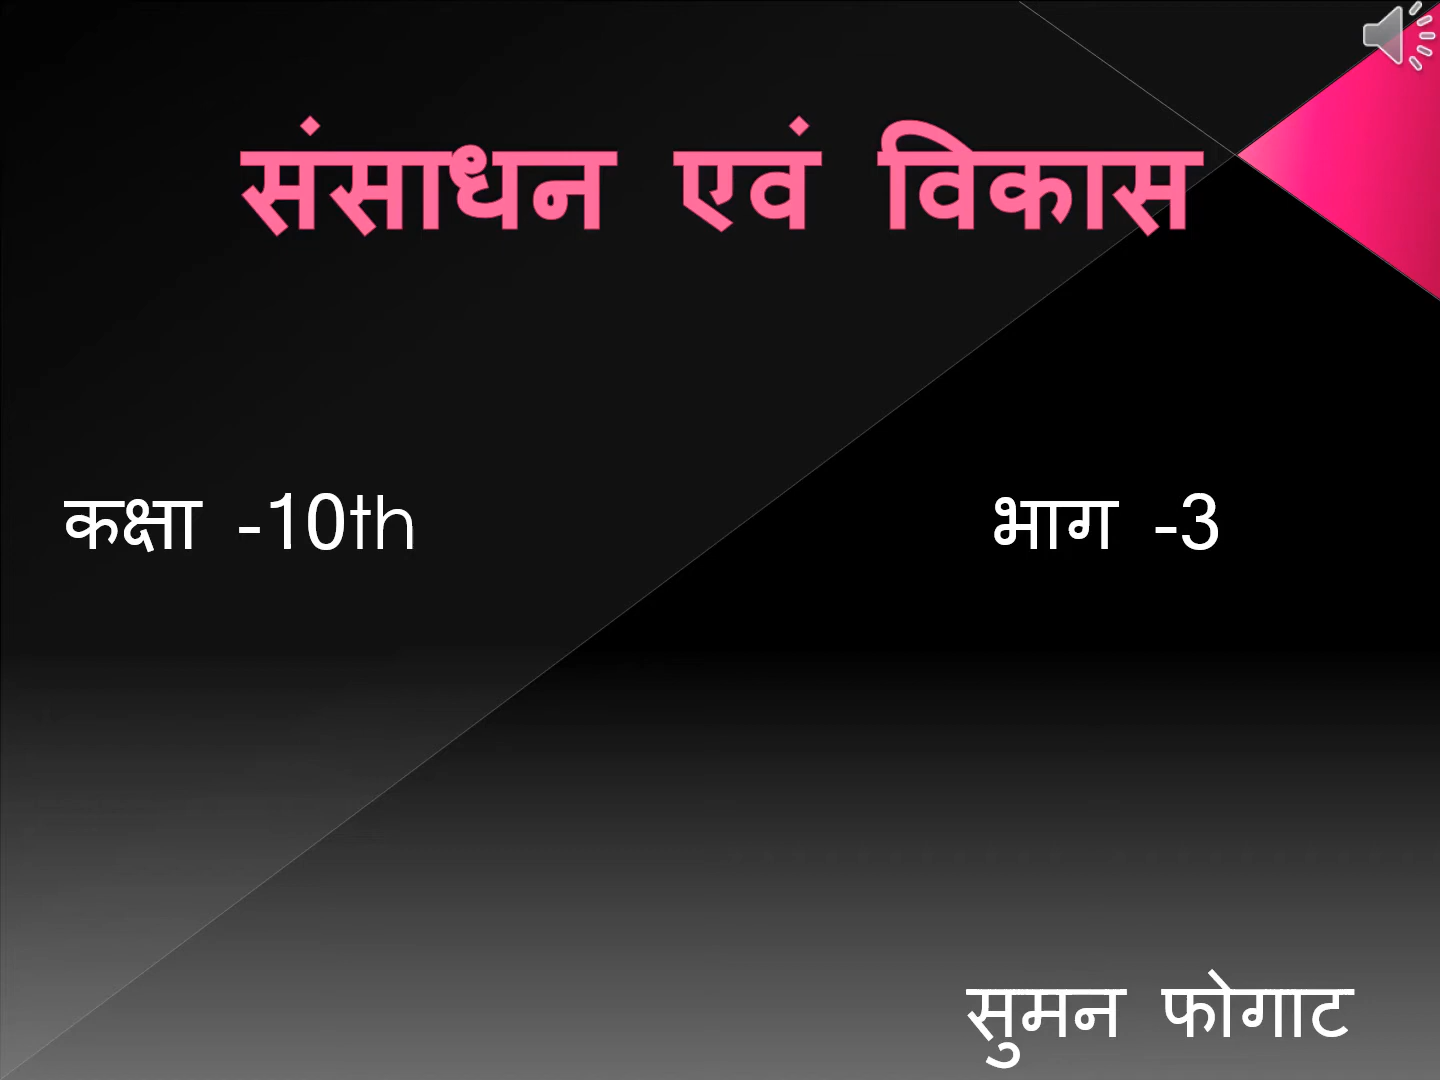 संसाधन एवं विकास
कक्षा -10th भाग -3
सुमन फोगाट